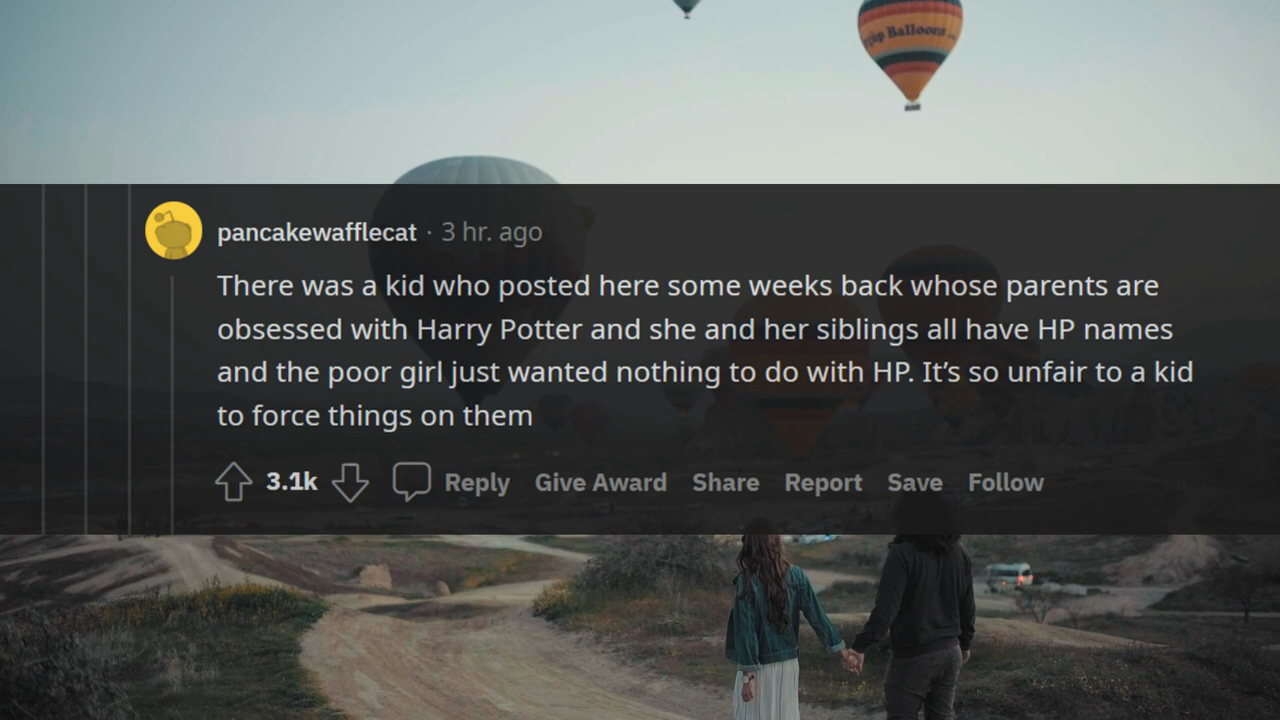 Balloons
pancakewafflecat · 3 hr. ago
There was a kid who posted here some weeks back whose parents are
obsessed with Harry Potter and she and her siblings all have HP names
and the poor girl just wanted nothing to do with HP. It’s so unfair to a kid
to force things on them
3.1k Reply Give Award Share Report Save Follow